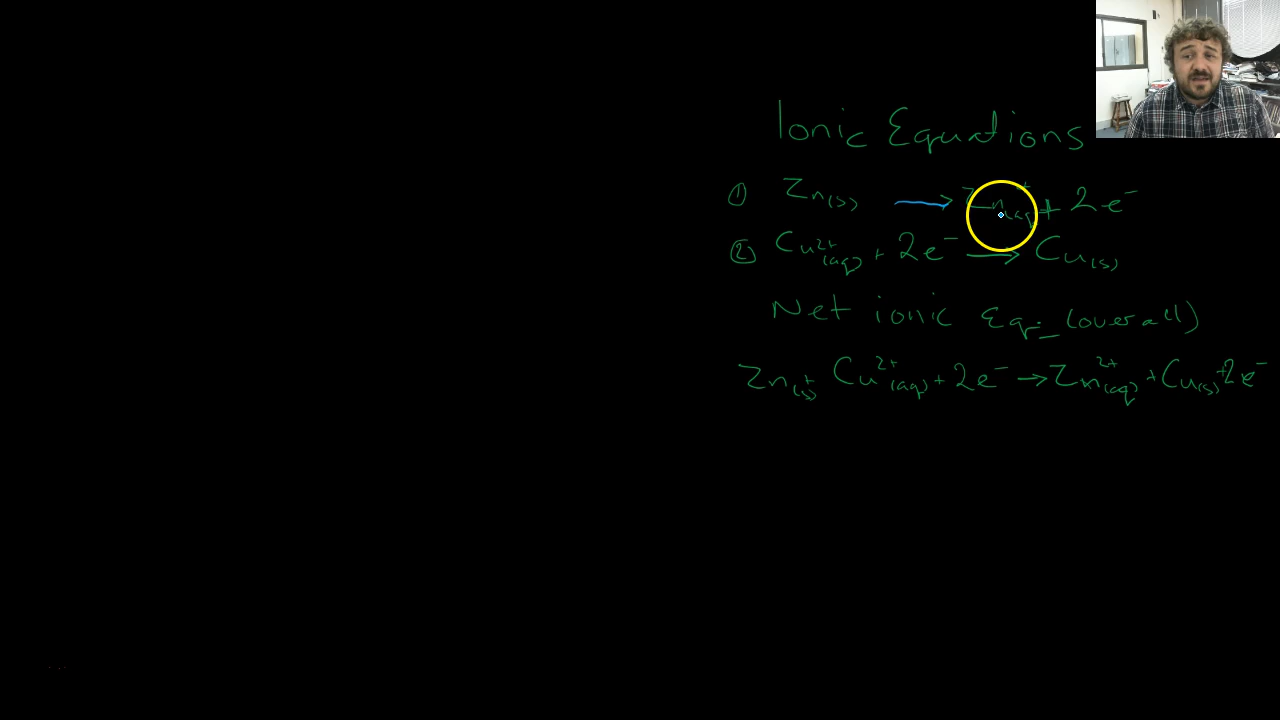 Ionic Equations
① Zn(s) → Zn²⁺(aq) + 2e⁻
② Cu²⁺(aq) + 2e⁻ → Cu(s)
Net ionic Eq: (overall)
Zn(s) + Cu²⁺(aq) + 2e⁻ → Zn²⁺(aq) + Cu(s) + 2e⁻